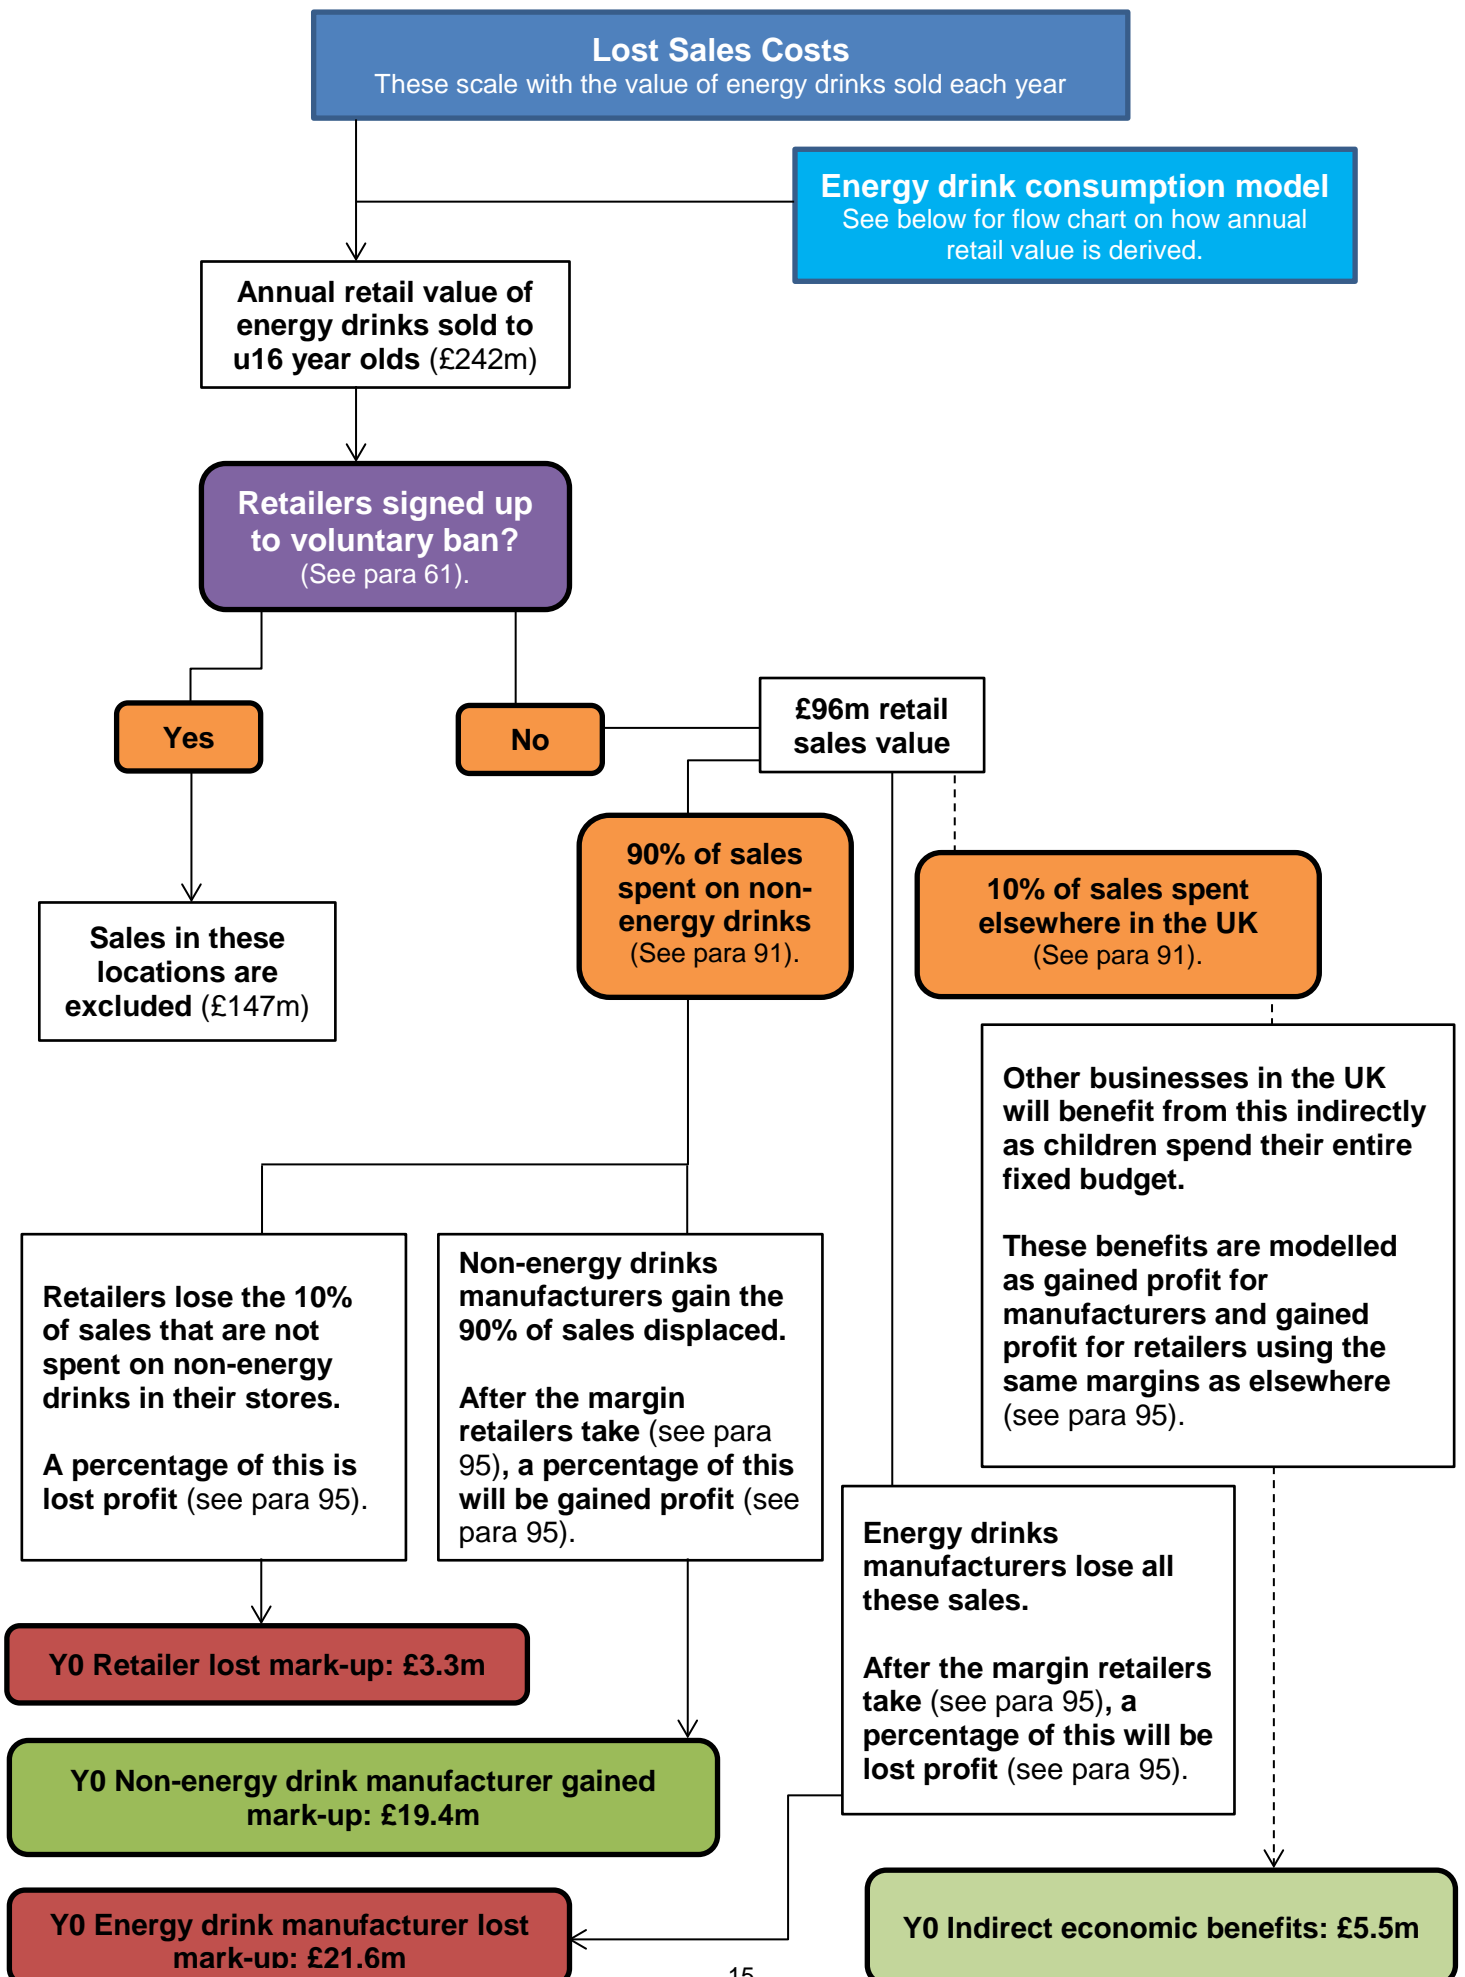 Lost Sales Costs
These scale with the value of energy drinks sold each year
Energy drink consumption model
See below for flow chart on how annual
retail value is derived.
Annual retail value of
energy drinks sold to
u16 year olds (£242m)
Retailers signed up
to voluntary ban?
(See para 61).
Yes
No
£96m retail
sales value
90% of sales
spent on non-
energy drinks
(See para 91).
10% of sales spent
elsewhere in the UK
(See para 91).
Sales in these
locations are
excluded (£147m)
Other businesses in the UK
will benefit from this indirectly
as children spend their entire
fixed budget.
These benefits are modelled
as gained profit for
manufacturers and gained
profit for retailers using the
same margins as elsewhere
(see para 95).
Retailers lose the 10%
of sales that are not
spent on non-energy
drinks in their stores.
A percentage of this is
lost profit (see para 95).
Non-energy drinks
manufacturers gain the
90% of sales displaced.
After the margin
retailers take (see para
95), a percentage of this
will be gained profit (see
para 95).
Energy drinks
manufacturers lose all
these sales.
After the margin retailers
take (see para 95), a
percentage of this will be
lost profit (see para 95).
Y0 Retailer lost mark-up: £3.3m
Y0 Non-energy drink manufacturer gained
mark-up: £19.4m
Y0 Energy drink manufacturer lost
mark-up: £21.6m
Y0 Indirect economic benefits: £5.5m
15